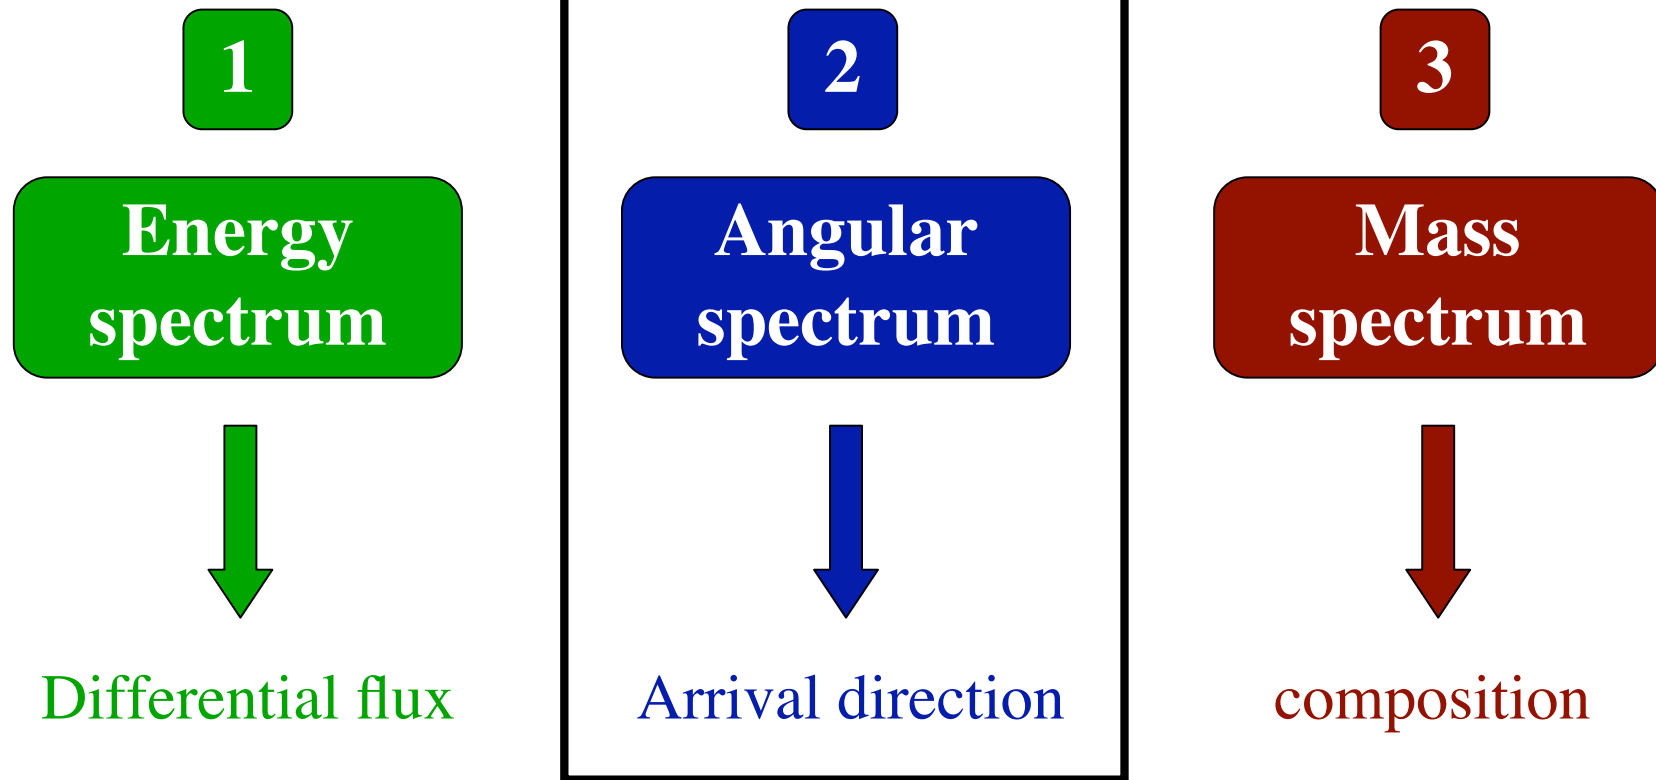 1
Energy
spectrum
Differential flux
2
Angular
spectrum
Arrival direction
3
Mass
spectrum
composition